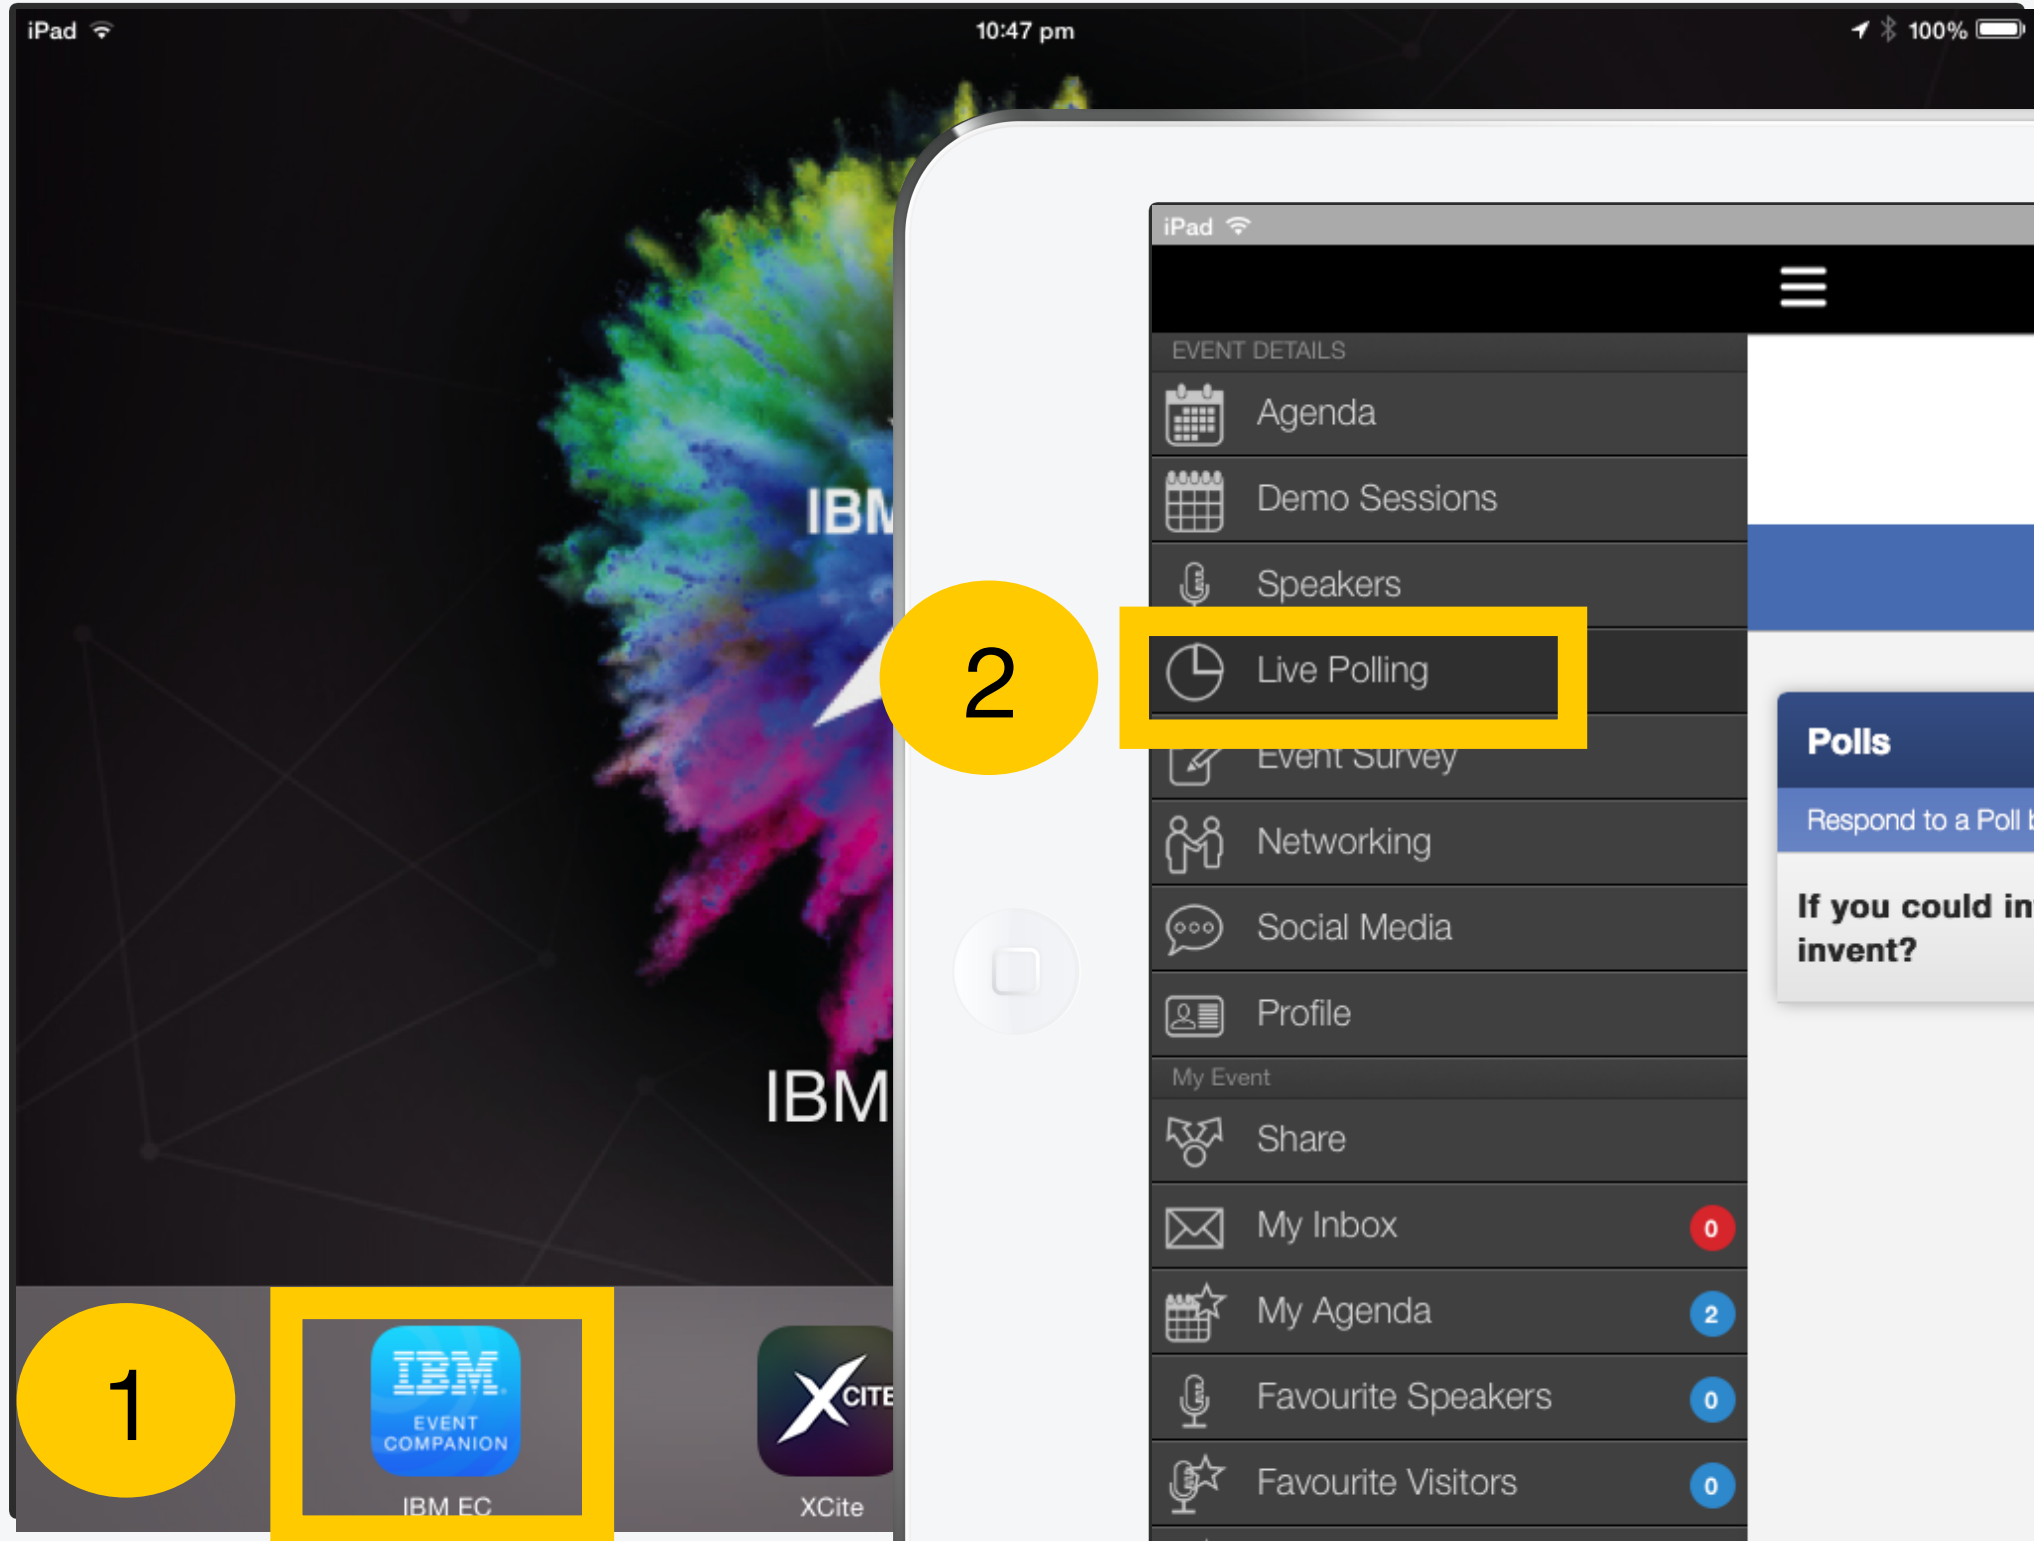 iPad
10:47 pm
100%
IBM
IBM
1
IBM
EVENT
COMPANION
IBM EC
XCITE
XCite
2
iPad
EVENT DETAILS
Agenda
Demo Sessions
Speakers
Live Polling
Event Survey
Networking
Social Media
Profile
My Event
Share
My Inbox 0
My Agenda 2
Favourite Speakers 0
Favourite Visitors 0
Polls
Respond to a Poll
If you could
invent?